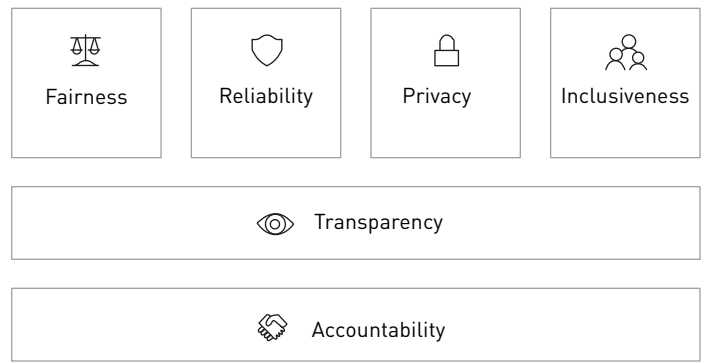 Fairness
Reliability
Privacy
Inclusiveness
Transparency
Accountability